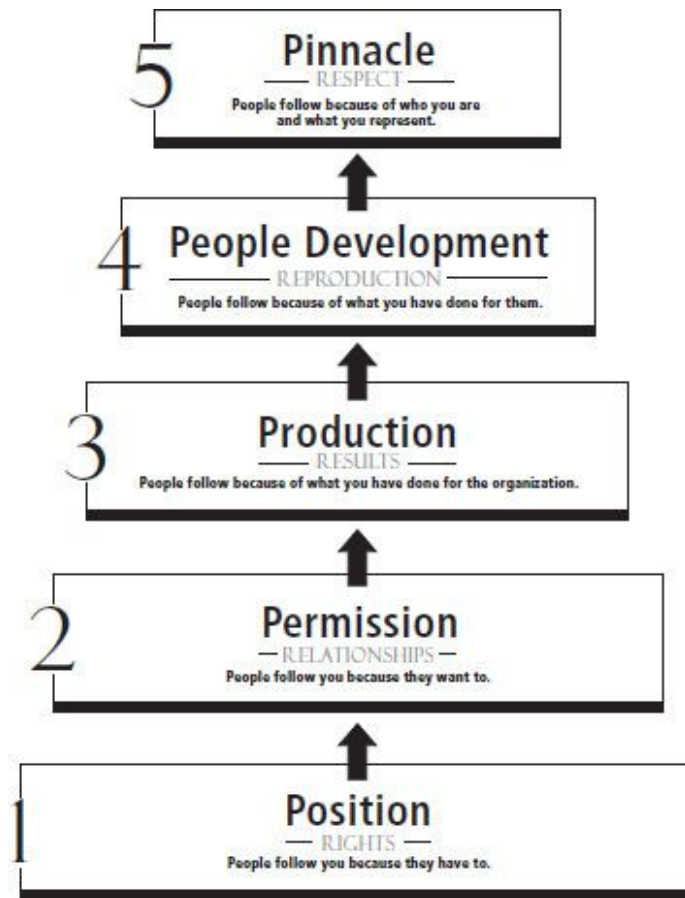 5
Pinnacle
RESPECT
People follow because of who you are
and what you represent.
4
People Development
REPRODUCTION
People follow because of what you have done for them.
3
Production
RESULTS
People follow because of what you have done for the organization.
2
Permission
RELATIONSHIPS
People follow you because they want to.
1
Position
RIGHTS
People follow you because they have to.